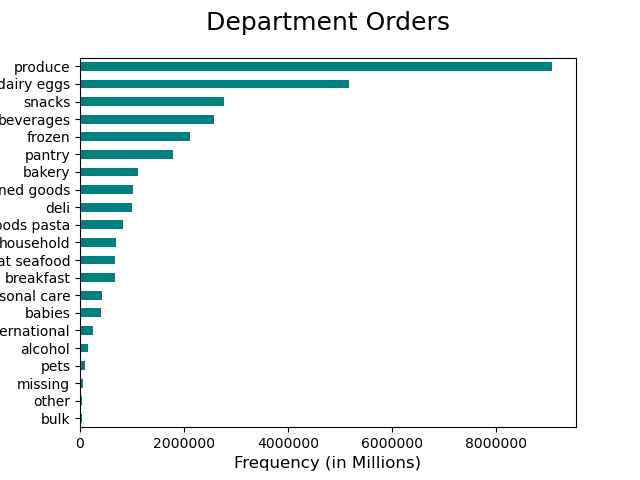 Department Orders
produce
dairy eggs
snacks
beverages
frozen
pantry
bakery
ned goods
deli
oods pasta
household
at seafood
breakfast
sonal care
babies
ernational
alcohol
pets
missing
other
bulk
0 2000000 4000000 6000000 8000000
Frequency (in Millions)